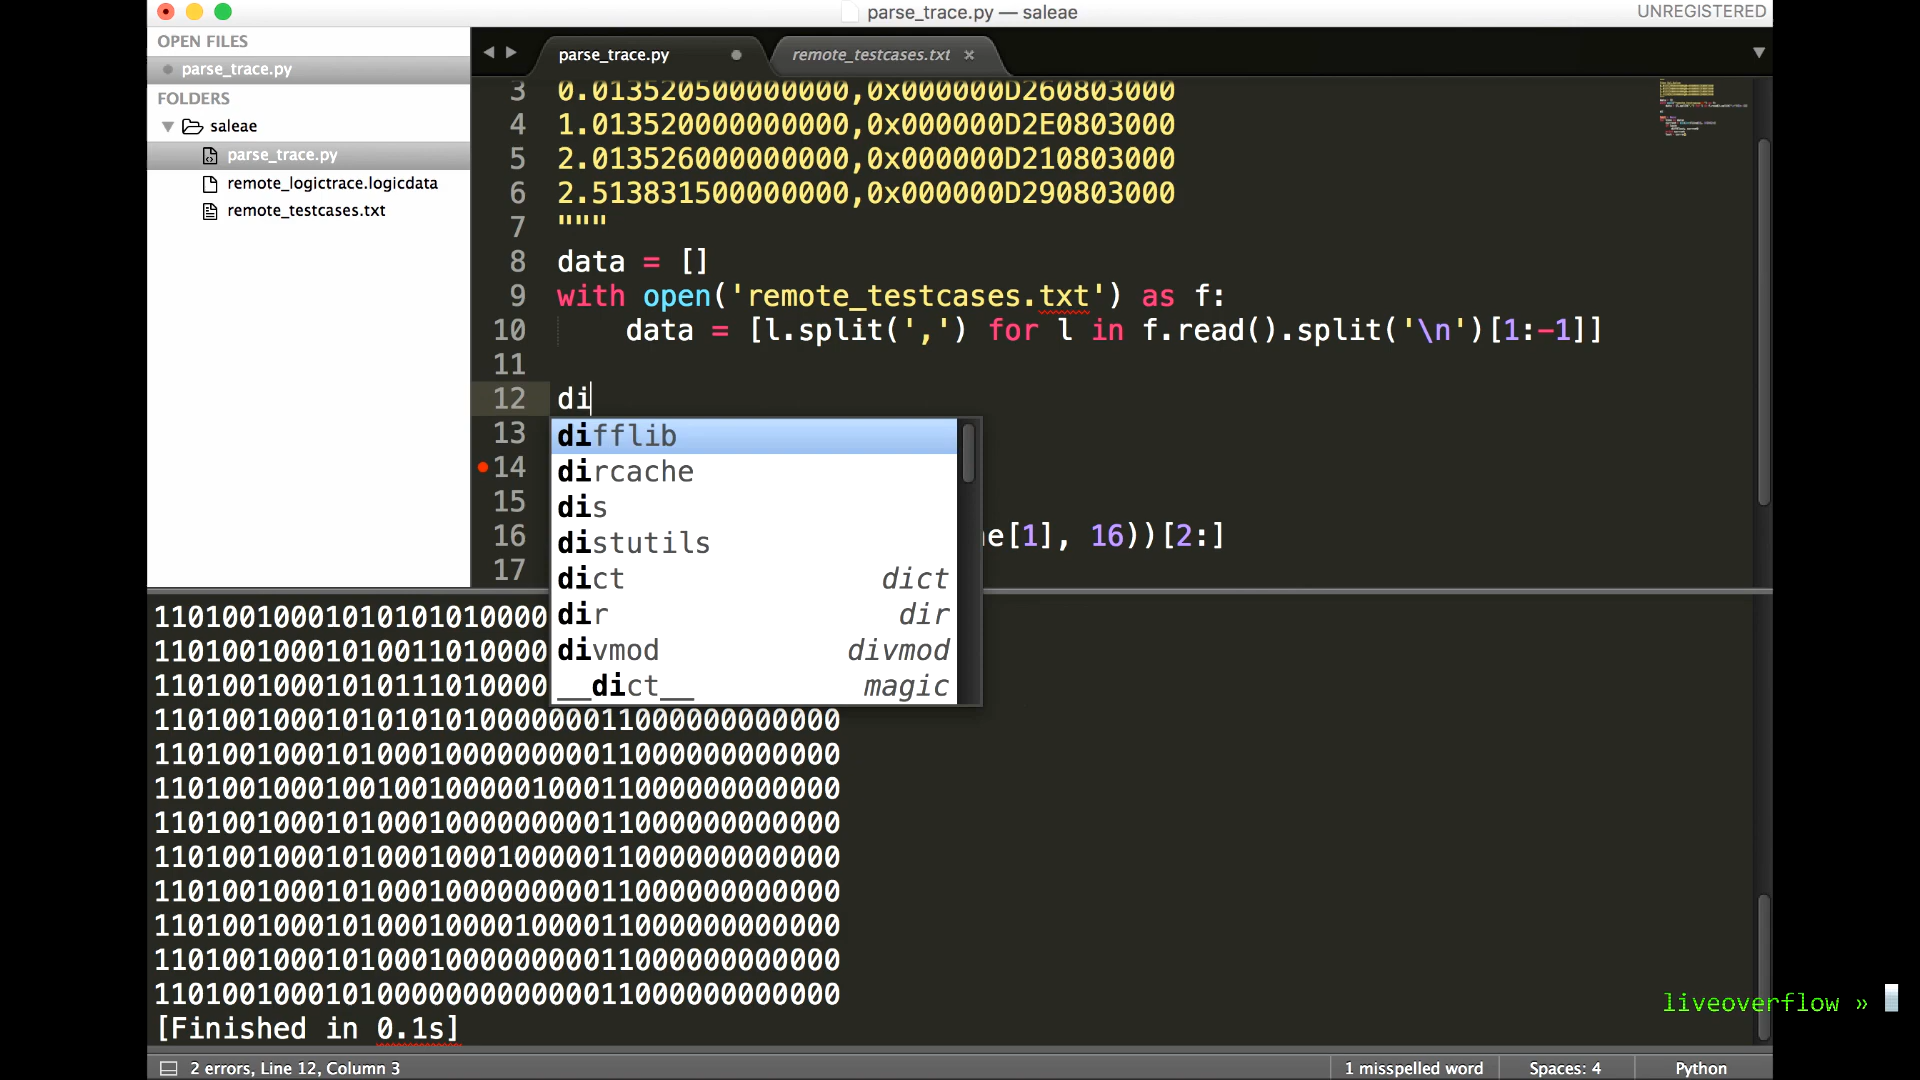 parse_trace.py — saleae
UNREGISTERED
OPEN FILES
parse_trace.py
FOLDERS
saleae
parse_trace.py
remote_logictrace.logicdata
remote_testcases.txt
parse_trace.py
remote_testcases.txt ×
3 0.013520500000000,0x000000D260803000
4 1.013520000000000,0x000000D2E0803000
5 2.013526000000000,0x000000D210803000
6 2.513831500000000,0x000000D290803000
7 """
8 data = []
9 with open('remote_testcases.txt') as f:
10 data = [l.split(',') for l in f.read().split('\n')[1:-1]]
11
12 di
13
14
15
16 ne[1], 16))[2:]
17
difflib
dircache
dis
distutils
dict dict
dir dir
divmod divmod
__dict__ magic
11010010001010101010000
11010010001010011010000
11010010001010111010000
1101001000101010101000000011000000000000
1101001000101000100000000011000000000000
1101001000100100100000100011000000000000
1101001000101000100000000011000000000000
1101001000101000100010000011000000000000
1101001000101000100000000011000000000000
1101001000101000100001000011000000000000
1101001000101000100000000011000000000000
1101001000101000000000000011000000000000
[Finished in 0.1s]
liveoverflow »
2 errors, Line 12, Column 3
1 misspelled word
Spaces: 4
Python